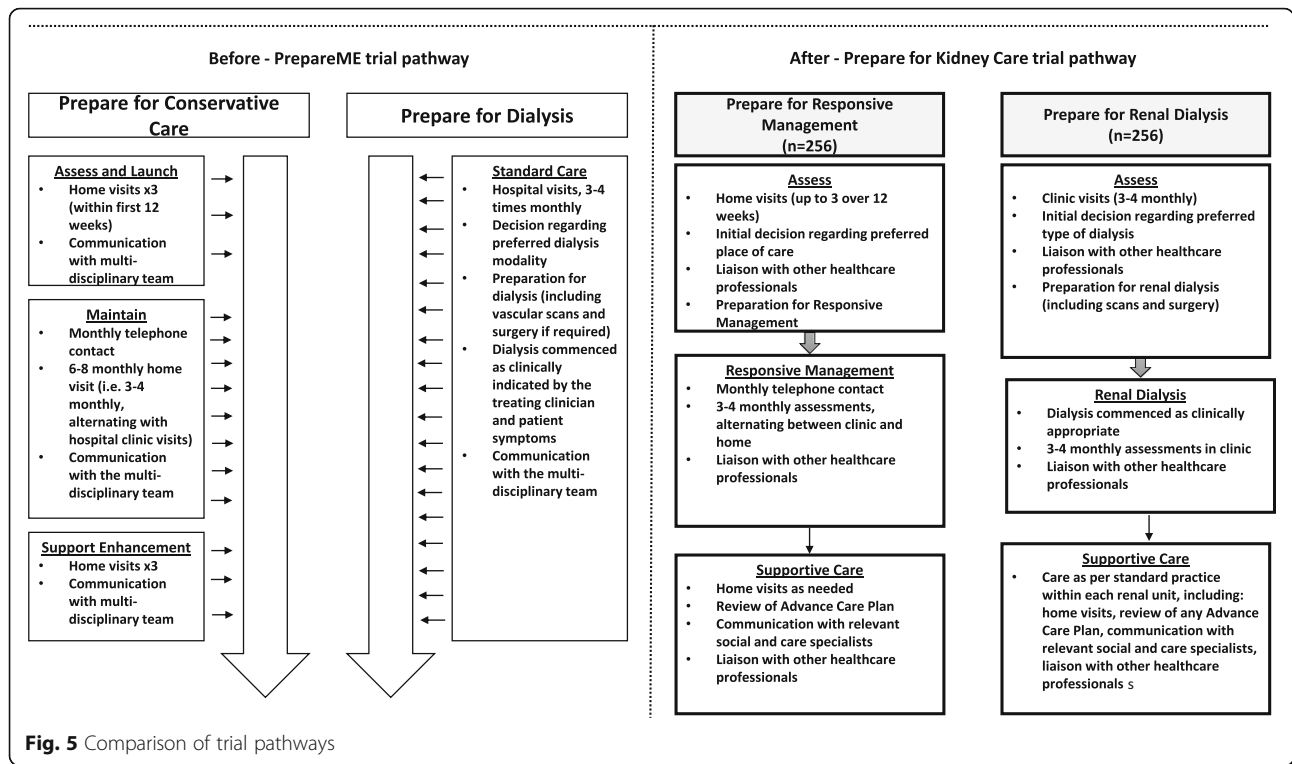 Before - PrepareME trial pathway
Prepare for Conservative
Care
Prepare for Dialysis
Assess and Launch
• Home visits x3
(within first 12
weeks)
• Communication
with multi-
disciplinary team
Maintain
• Monthly telephone
contact
• 6-8 monthly home
visit (i.e. 3-4
monthly,
alternating with
hospital clinic visits)
• Communication
with the multi-
disciplinary team
Support Enhancement
• Home visits x3
• Communication
with multi-
disciplinary team
Standard Care
• Hospital visits, 3-4
times monthly
• Decision regarding
preferred dialysis
modality
• Preparation for
dialysis (including
vascular scans and
surgery if required)
• Dialysis commenced
as clinically
indicated by the
treating clinician
and patient
symptoms
• Communication
with the multi-
disciplinary team
After - Prepare for Kidney Care trial pathway
Prepare for Responsive
Management
(n=256)
Assess
• Home visits (up to 3 over 12
weeks)
• Initial decision regarding preferred
place of care
• Liaison with other healthcare
professionals
• Preparation for Responsive
Management
Responsive Management
• Monthly telephone contact
• 3-4 monthly assessments,
alternating between clinic and
home
• Liaison with other healthcare
professionals
Supportive Care
• Home visits as needed
• Review of Advance Care Plan
• Communication with relevant
social and care specialists
• Liaison with other healthcare
professionals
Prepare for Renal Dialysis
(n=256)
Assess
• Clinic visits (3-4 monthly)
• Initial decision regarding preferred
type of dialysis
• Liaison with other healthcare
professionals
• Preparation for renal dialysis
(including scans and surgery)
Renal Dialysis
• Dialysis commenced as clinically
appropriate
• 3-4 monthly assessments in clinic
• Liaison with other healthcare
professionals
Supportive Care
• Care as per standard practice
within each renal unit, including:
home visits, review of any Advance
Care Plan, communication with
relevant social and care specialists,
liaison with other healthcare
professionals s
Fig. 5 Comparison of trial pathways